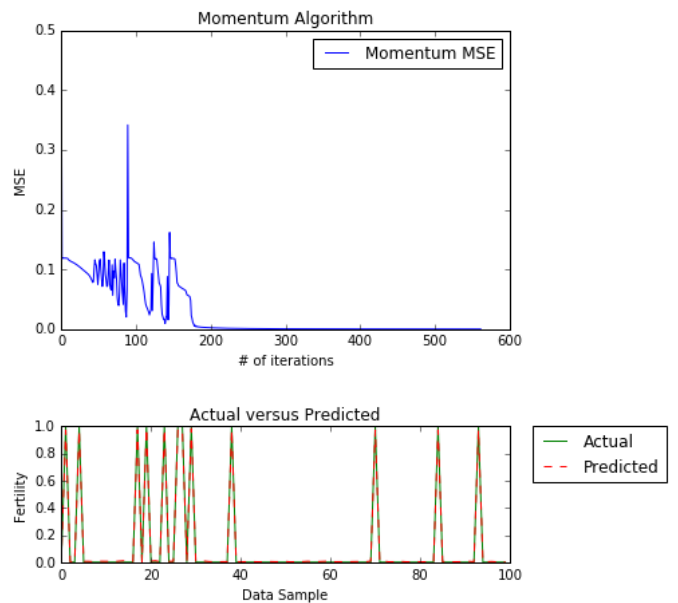 Momentum Algorithm
0.5
0.4
0.3
0.2
0.1
0.0
MSE
Momentum MSE
0 100 200 300 400 500 600
# of iterations
Actual versus Predicted
1.0
0.8
0.6
0.4
0.2
0.0
Fertility
Actual
Predicted
0 20 40 60 80 100
Data Sample